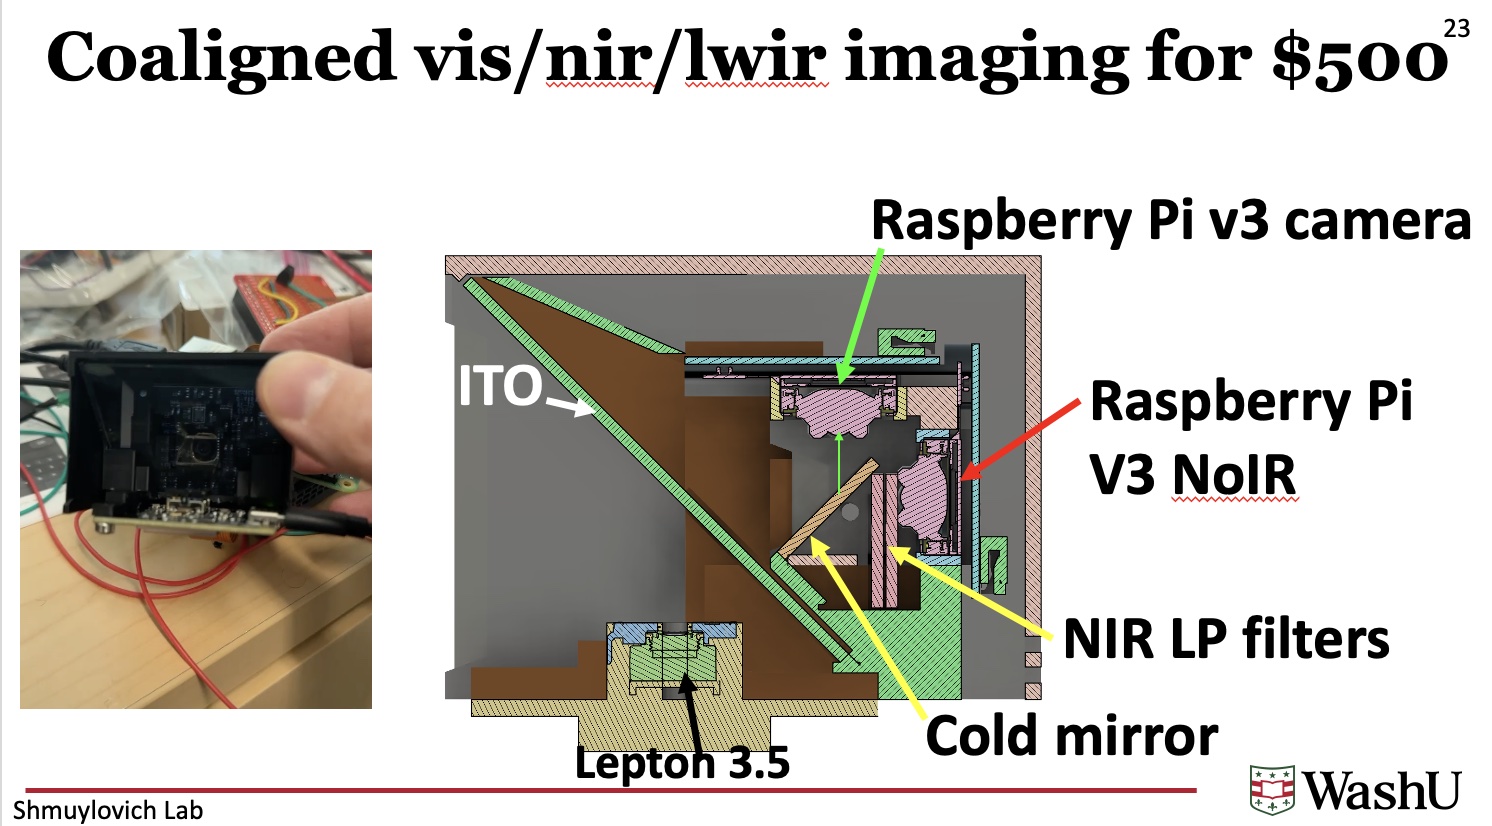 Coaligned vis/nir/lwir imaging for $500
23
Raspberry Pi v3 camera
ITO
Raspberry Pi
V3 NoIR
NIR LP filters
Cold mirror
Lepton 3.5
WashU
Shmuylovich Lab